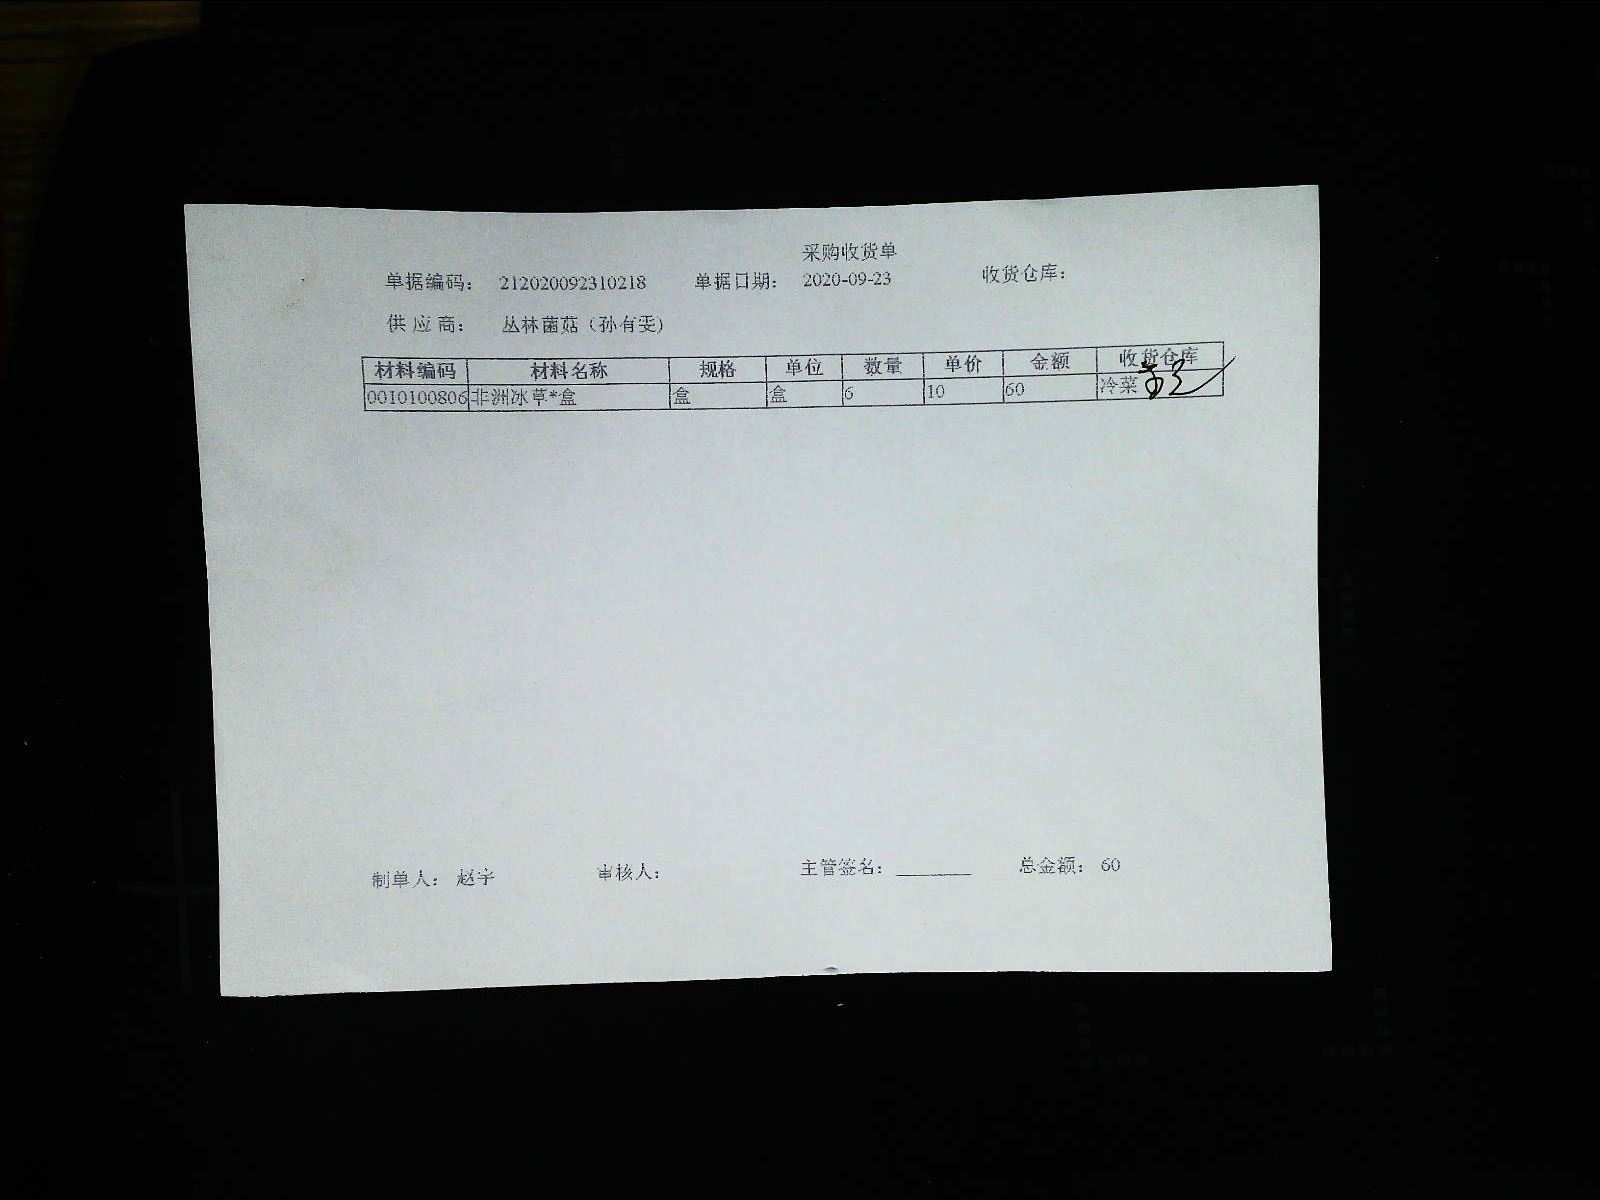 采购收货单
单据编码： 212020092310218 单据日期： 2020-09-23 收货仓库：
供应商： 丛林菌菇（孙有雯）
材料编码 材料名称 规格 单位 数量 单价 金额 收货仓库
0010100806 非洲冰草*盒 盒 盒 6 10 60 冷菜
制单人： 赵宇 审核人： 主管签名： ________ 总金额： 60